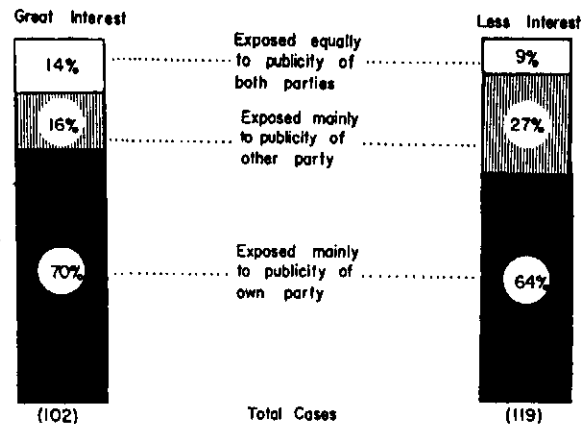 Great Interest
Less Interest
14%
Exposed equally
to publicity of
both parties
9%
16%
Exposed mainly
to publicity of
other party
27%
70%
Exposed mainly
to publicity of
own party
64%
(102)
Total Cases
(119)